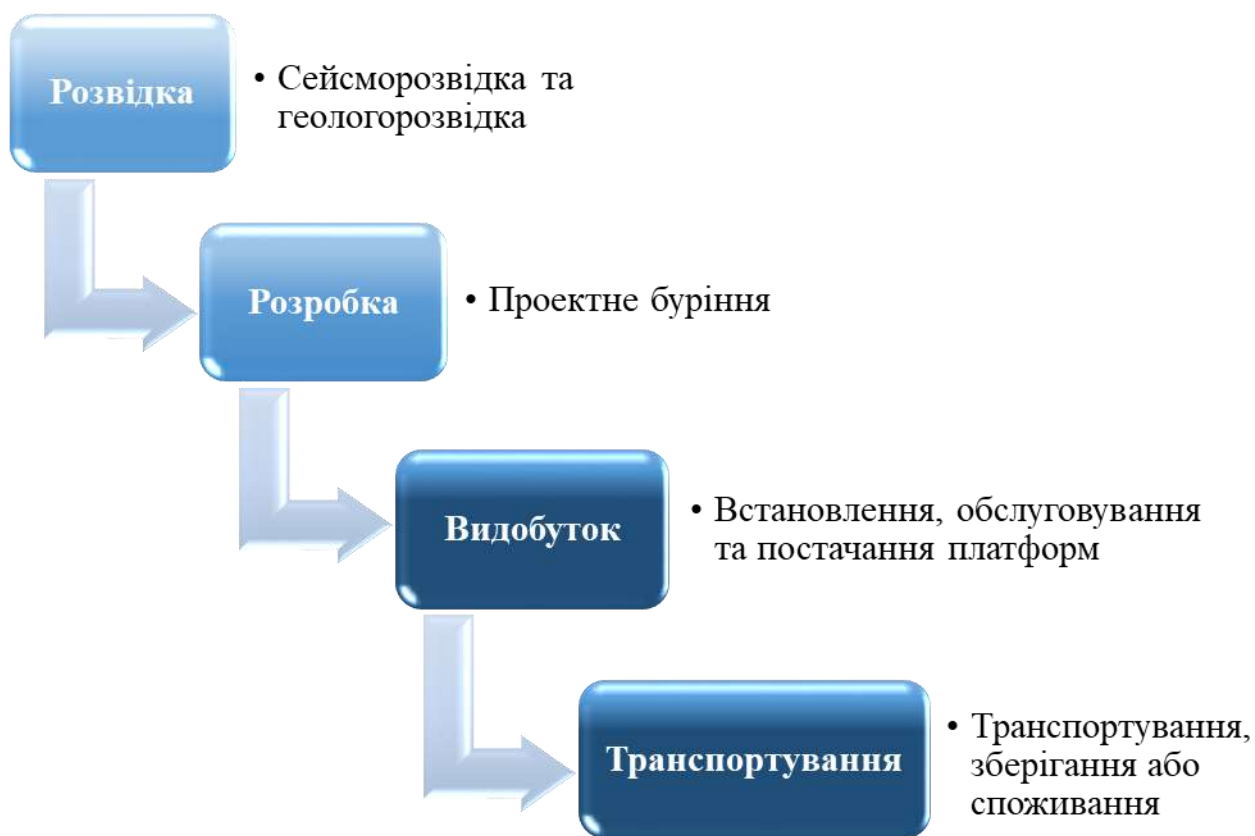 Розвідка
• Сейсморозвідка та
геологорозвідка
Розробка
• Проектне буріння
Видобуток
• Встановлення, обслуговування
та постачання платформ
Транспортування
• Транспортування,
зберігання або
споживання